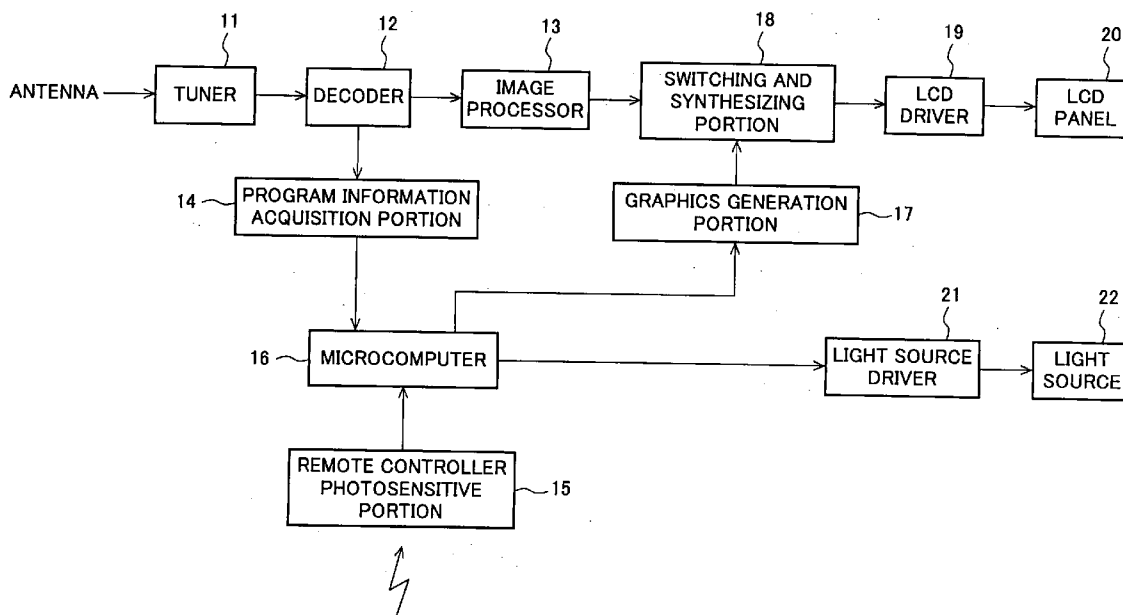 11
12
13
18
19
20
ANTENNA
TUNER
DECODER
IMAGE
PROCESSOR
SWITCHING AND
SYNTHESIZING
PORTION
LCD
DRIVER
LCD
PANEL
14
PROGRAM INFORMATION
ACQUISITION PORTION
GRAPHICS GENERATION
PORTION
17
21
22
16
MICROCOMPUTER
LIGHT SOURCE
DRIVER
LIGHT
SOURCE
REMOTE CONTROLLER
PHOTOSENSITIVE
PORTION
15